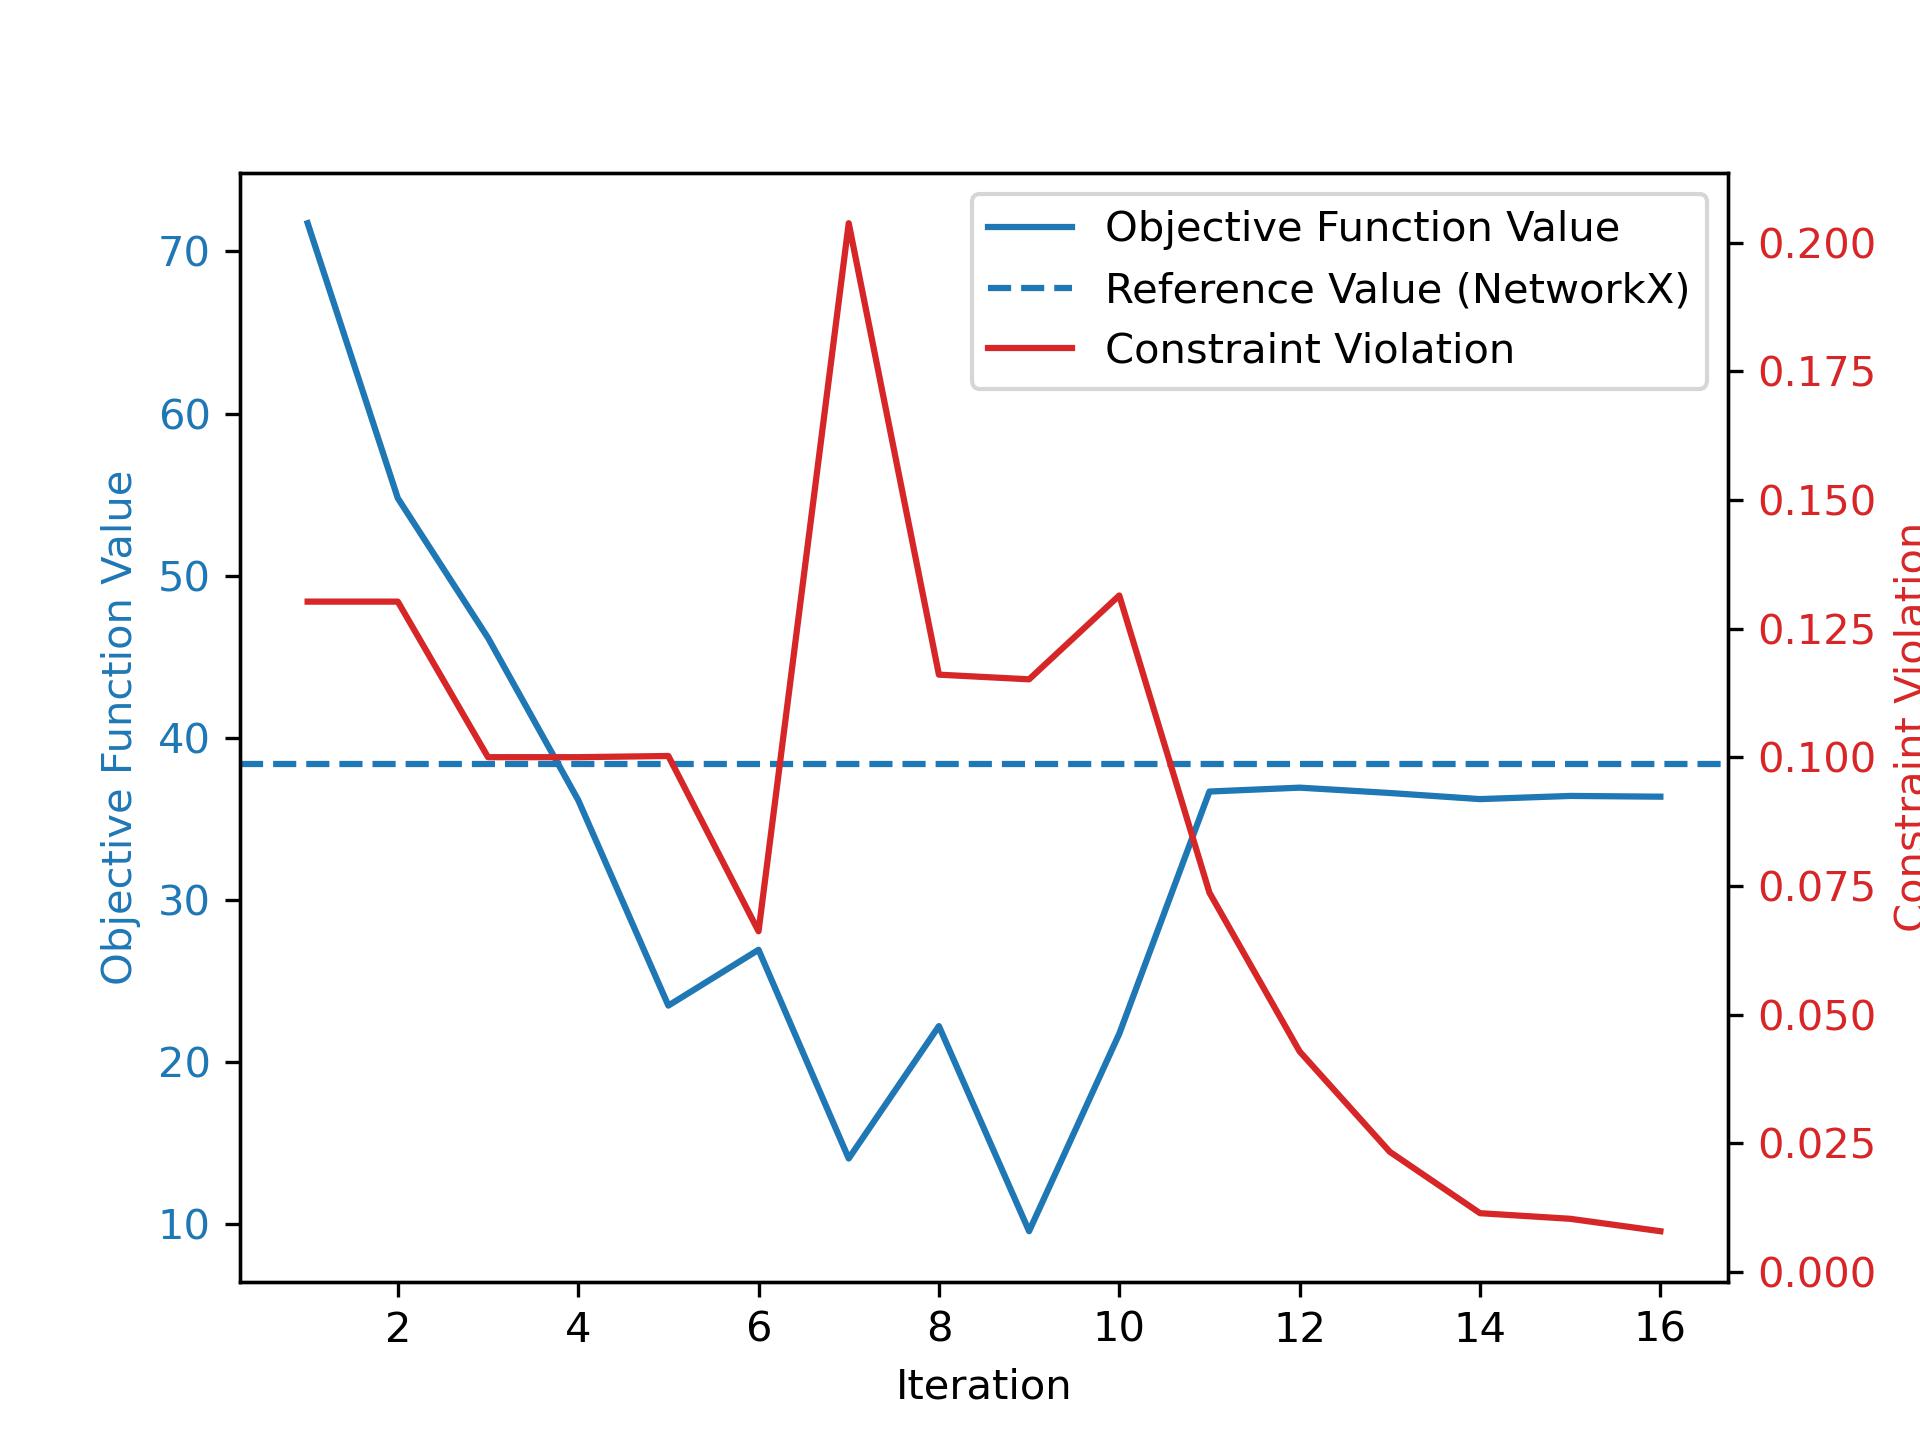 Objective Function Value
Reference Value (NetworkX)
Constraint Violation
70
60
50
40
30
20
10
Objective Function Value
0.200
0.175
0.150
0.125
0.100
0.075
0.050
0.025
0.000
Constraint Violation
2 4 6 8 10 12 14 16
Iteration